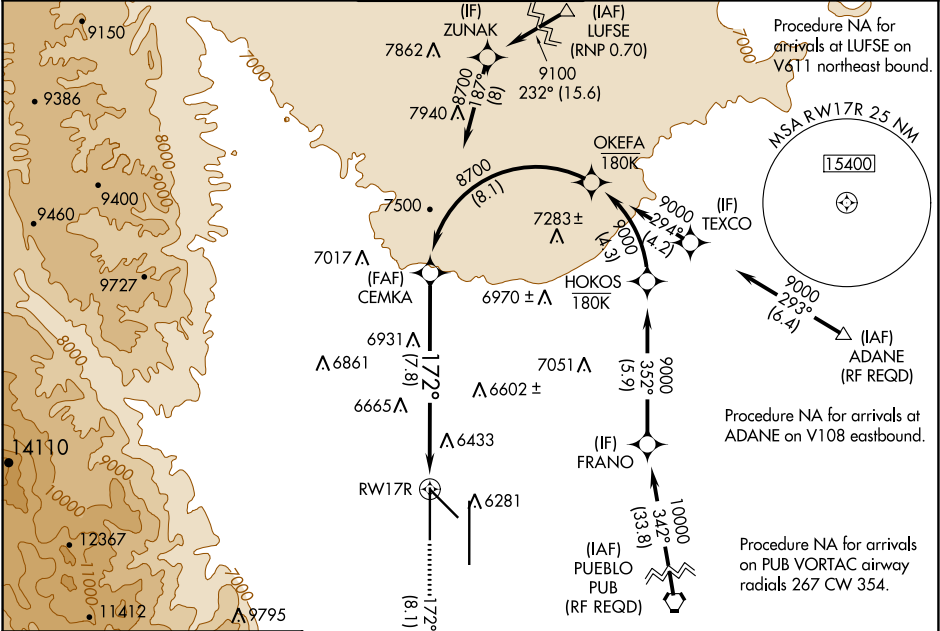 9150
9386
9400
9460
9727
8000
7000
(IF)
ZUNAK
(IAF)
LUFSE
(RNP 0.70)
7862
9100
232° (15.6)
8700
187°
(8)
7940
7000
Procedure NA for
arrivals at LUFSE on
V611 northeast bound.
MSA RW17R 25 NM
15400
OKEFA
180K
8700
(8.1)
7500
7283 ±
9000
(4.3)
9000
294°
(4.2)
(IF)
TEXCO
7017
(FAF)
CEMKA
6970 ±
HOKOS
180K
9000
293°
(6.4)
(IAF)
ADANE
(RF REQD)
8000
6861
6931
172°
(7.8)
6665
6602 ±
7051
9000
352°
(5.9)
Procedure NA for arrivals at
ADANE on V108 eastbound.
6433
(IF)
FRANO
14110
9000
10000
RW17R
6281
10000
342°
(33.8)
12367
11000
11412
7000
9795
172°
(8.1)
(IAF)
PUEBLO
PUB
(RF REQD)
Procedure NA for arrivals
on PUB VORTAC airway
radials 267 CW 354.